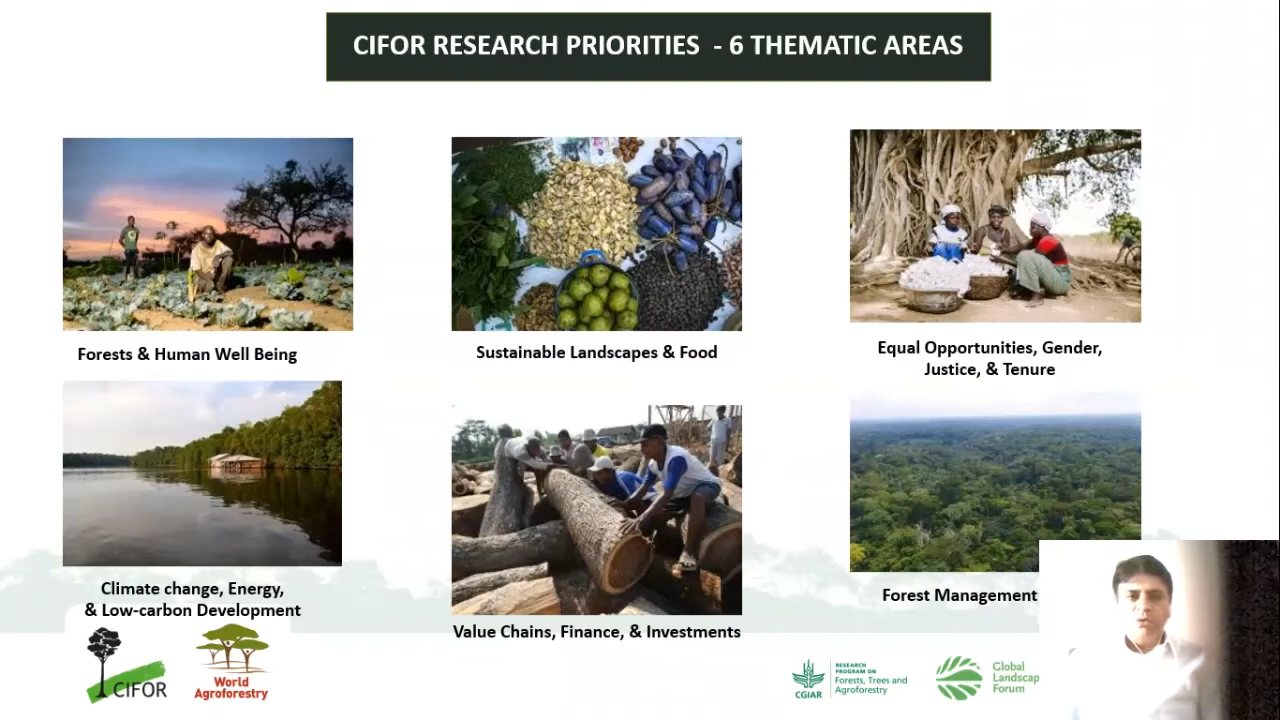 CIFOR RESEARCH PRIORITIES - 6 THEMATIC AREAS
Forests & Human Well Being
Sustainable Landscapes & Food
Equal Opportunities, Gender,
Justice, & Tenure
Climate change, Energy,
& Low-carbon Development
Value Chains, Finance, & Investments
Forest Management
CIFOR
World
Agroforestry
CGIAR
RESEARCH
PROGRAM ON
Forests, Trees and
Agroforestry
Global
Landscap
Forum